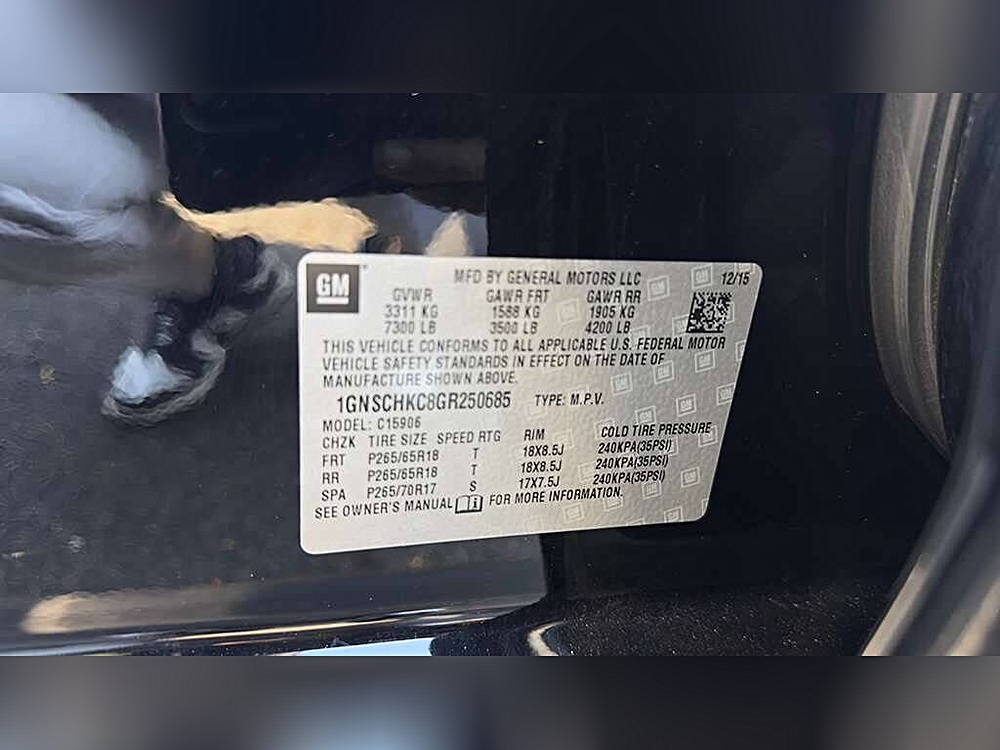 GM
MFD BY GENERAL MOTORS LLC 12/15
GVWR GAWR FRT GAWR RR
3311 KG 1588 KG 1905 KG
7300 LB 3500 LB 4200 LB
THIS VEHICLE CONFORMS TO ALL APPLICABLE U.S. FEDERAL MOTOR
VEHICLE SAFETY STANDARDS IN EFFECT ON THE DATE OF
MANUFACTURE SHOWN ABOVE.
1GNSCHKC8GR250685 TYPE: M.P.V.
MODEL: C15906
CHZK TIRE SIZE SPEED RTG RIM COLD TIRE PRESSURE
FRT P265/65R18 T 18X8.5J 240KPA(35PSI)
RR P265/65R18 T 18X8.5J 240KPA(35PSI)
SPA P265/70R17 S 17X7.5J 240KPA(35PSI)
SEE OWNER'S MANUAL FOR MORE INFORMATION.